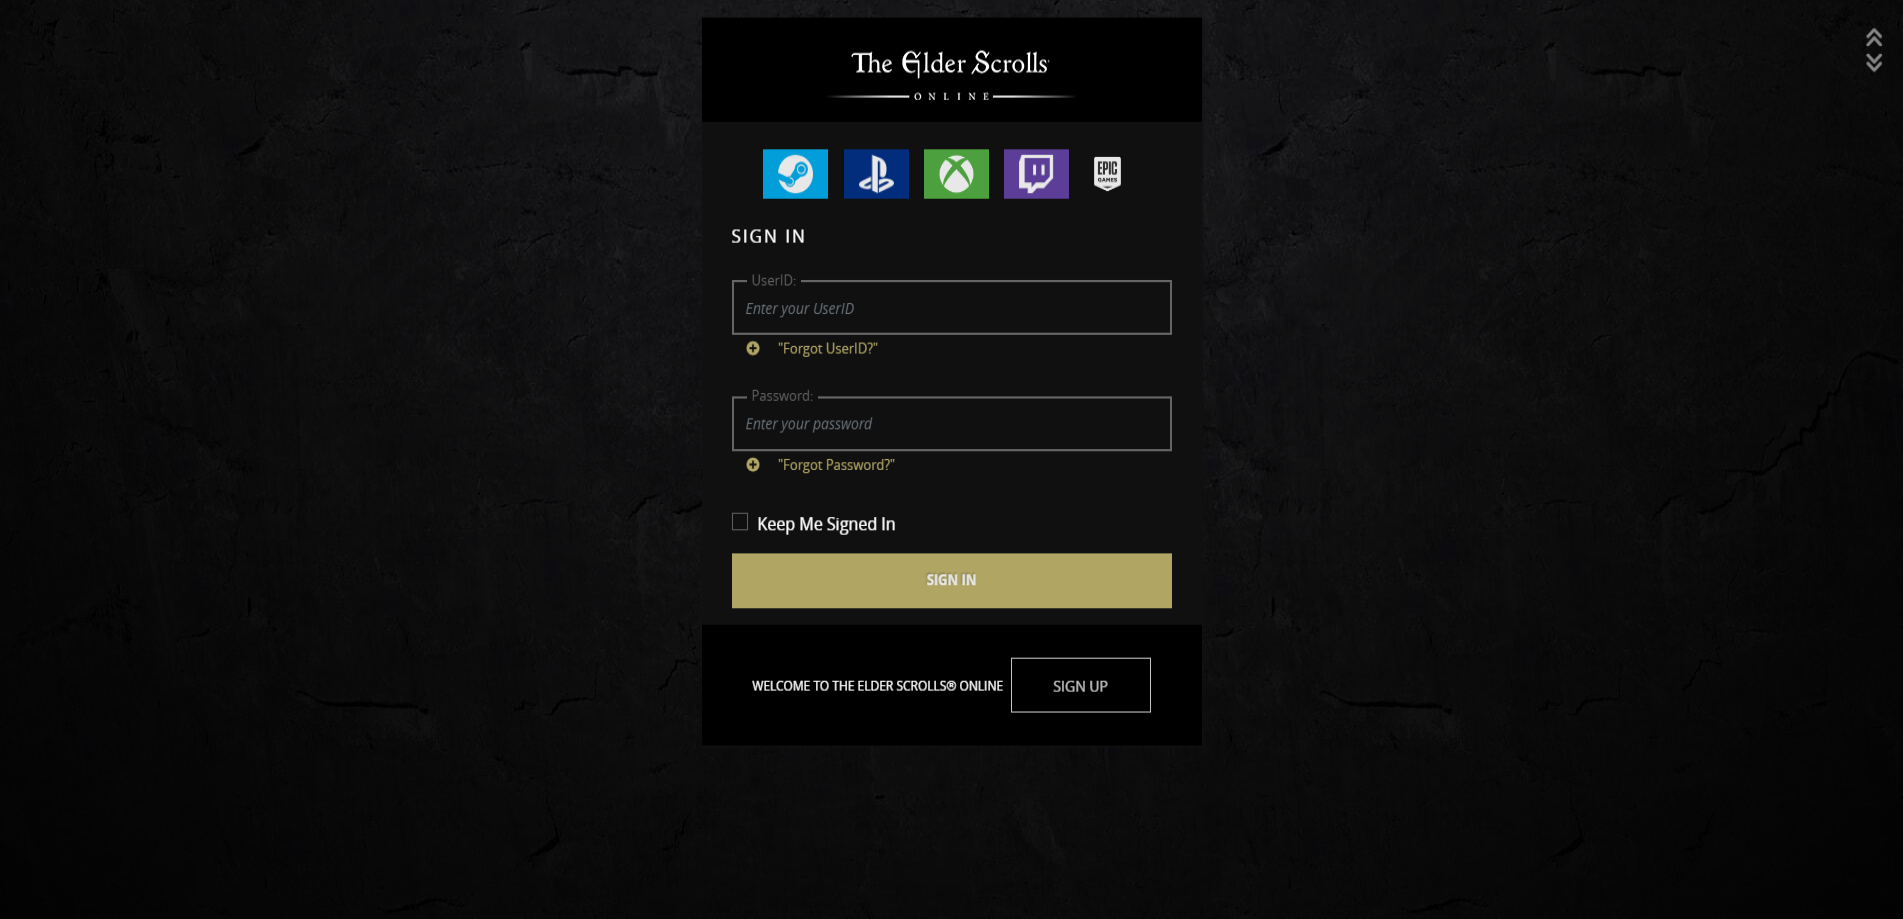 The Elder Scrolls
ONLINE
EPIC
GAMES
SIGN IN
UserID:
Enter your UserID
"Forgot UserID?"
Password:
Enter your password
"Forgot Password?"
Keep Me Signed In
SIGN IN
WELCOME TO THE ELDER SCROLLS® ONLINE
SIGN UP